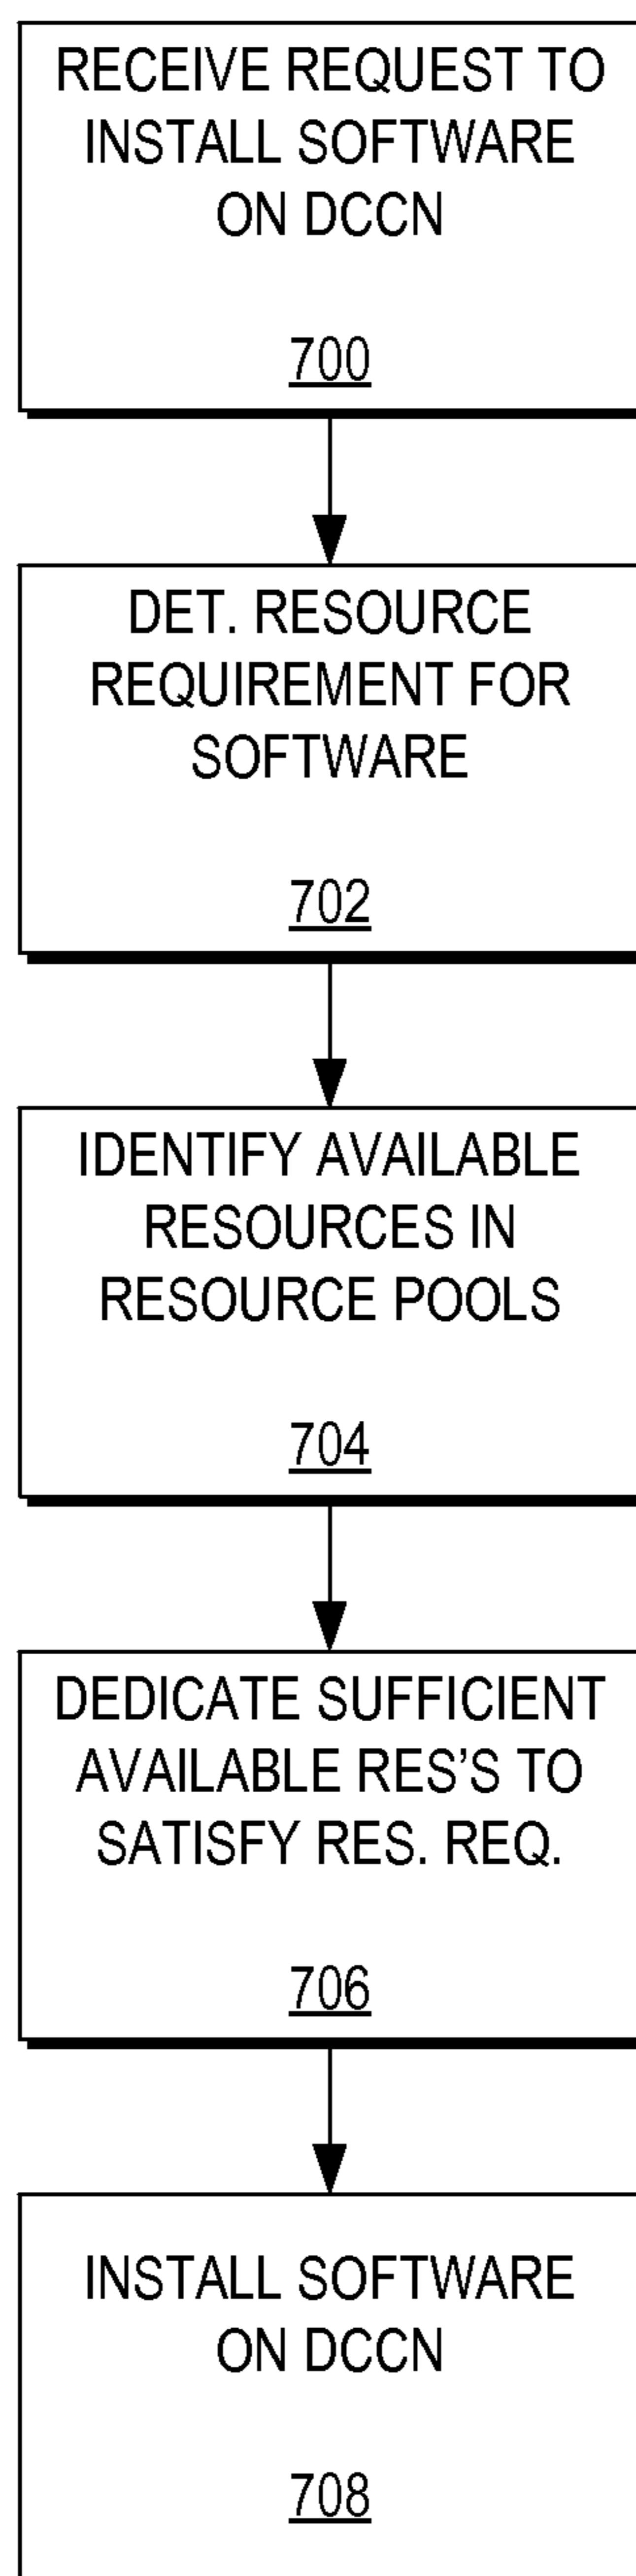 RECEIVE REQUEST TO
INSTALL SOFTWARE
ON DCCN
700
DET. RESOURCE
REQUIREMENT FOR
SOFTWARE
702
IDENTIFY AVAILABLE
RESOURCES IN
RESOURCE POOLS
704
DEDICATE SUFFICIENT
AVAILABLE RES'S TO
SATISFY RES. REQ.
706
INSTALL SOFTWARE
ON DCCN
708